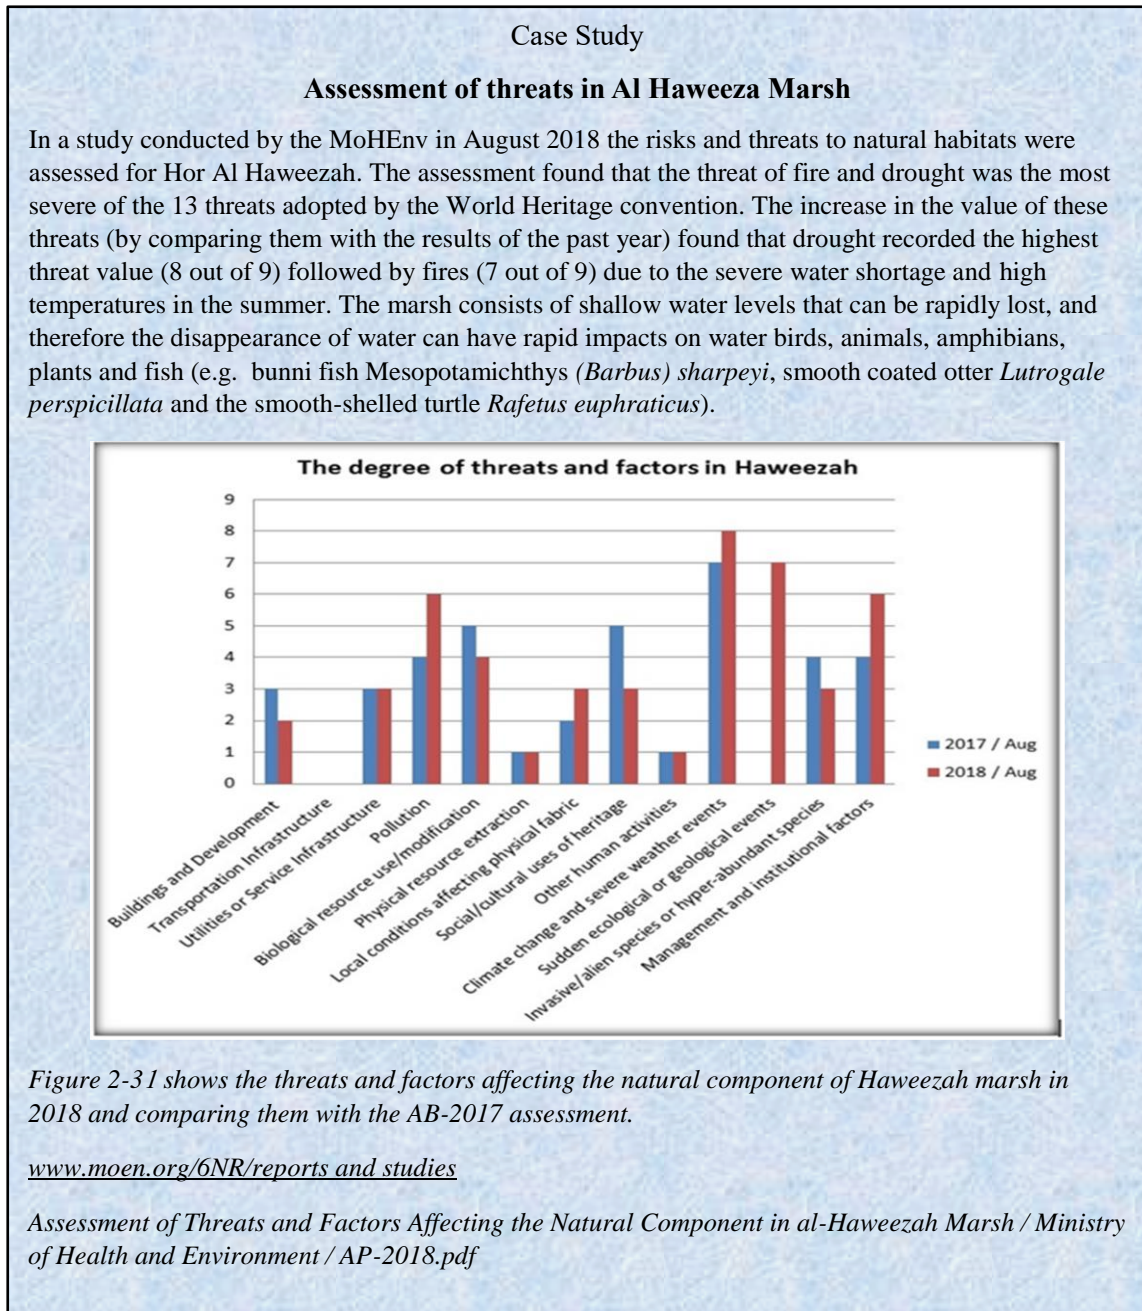 Case Study
Assessment of threats in Al Haweeza Marsh
In a study conducted by the MoHEnv in August 2018 the risks and threats to natural habitats were
assessed for Hor Al Haweezah. The assessment found that the threat of fire and drought was the most
severe of the 13 threats adopted by the World Heritage convention. The increase in the value of these
threats (by comparing them with the results of the past year) found that drought recorded the highest
threat value (8 out of 9) followed by fires (7 out of 9) due to the severe water shortage and high
temperatures in the summer. The marsh consists of shallow water levels that can be rapidly lost, and
therefore the disappearance of water can have rapid impacts on water birds, animals, amphibians,
plants and fish (e.g.  bunni fish Mesopotamichthys (Barbus) sharpeyi, smooth coated otter Lutrogale
perspicillata and the smooth-shelled turtle Rafetus euphraticus).
The degree of threats and factors in Haweezah
9
8
7
6
5
4
3
2
1
0
Buildings and Development
Transportation Infrastructure
Utilities or Service Infrastructure
Pollution
Biological resource use/modification
Physical resource extraction
Local conditions affecting physical fabric
Social/cultural uses of heritage
Other human activities
Climate change and severe weather events
Sudden ecological or geological events
Invasive/alien species or hyper-abundant species
Management and institutional factors
2017 / Aug
2018 / Aug
Figure 2-31 shows the threats and factors affecting the natural component of Haweezah marsh in
2018 and comparing them with the AB-2017 assessment.
www.moen.org/6NR/reports and studies
Assessment of Threats and Factors Affecting the Natural Component in al-Haweezah Marsh / Ministry
of Health and Environment / AP-2018.pdf